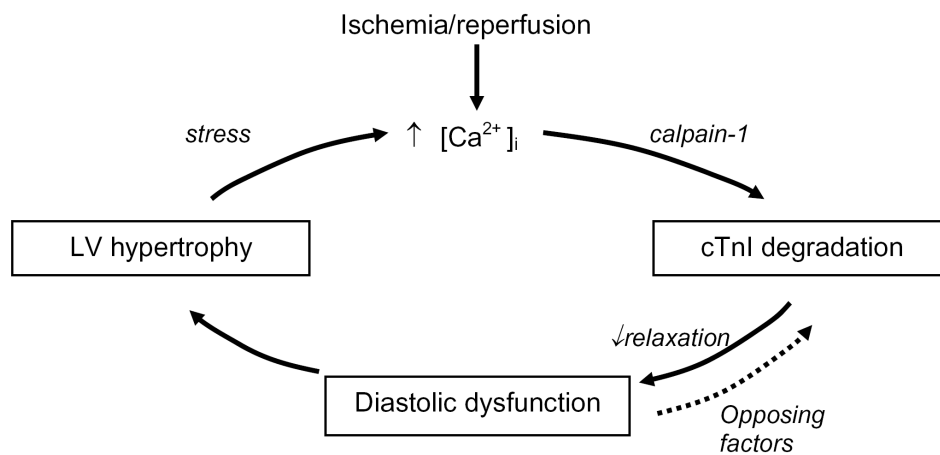 Ischemia/reperfusion
stress
↑ [Ca²⁺]ᵢ
calpain-1
LV hypertrophy
cTnI degradation
↓relaxation
Diastolic dysfunction
Opposing
factors